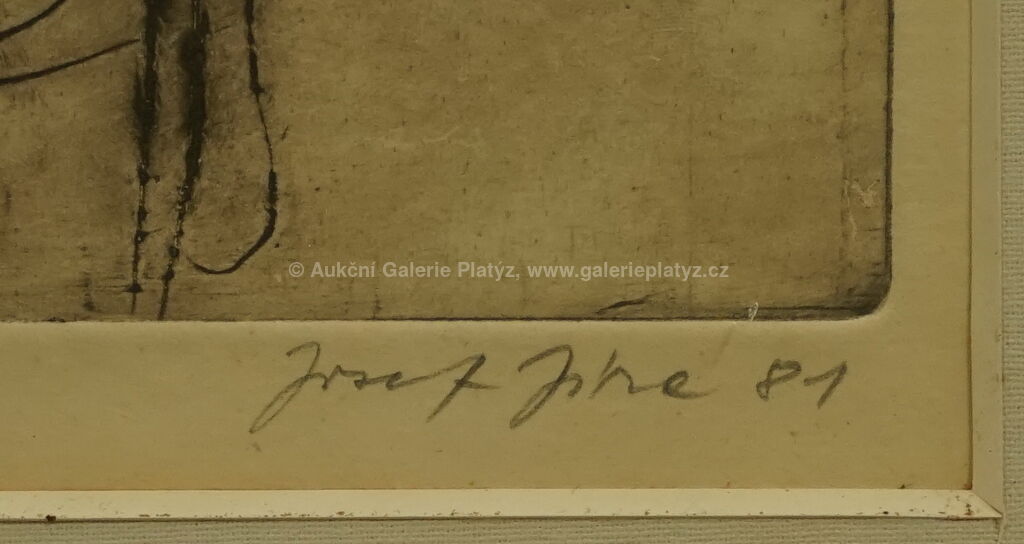 © Aukční Galerie Platýz, www.galerieplatyz.cz
Josef Jíra 81